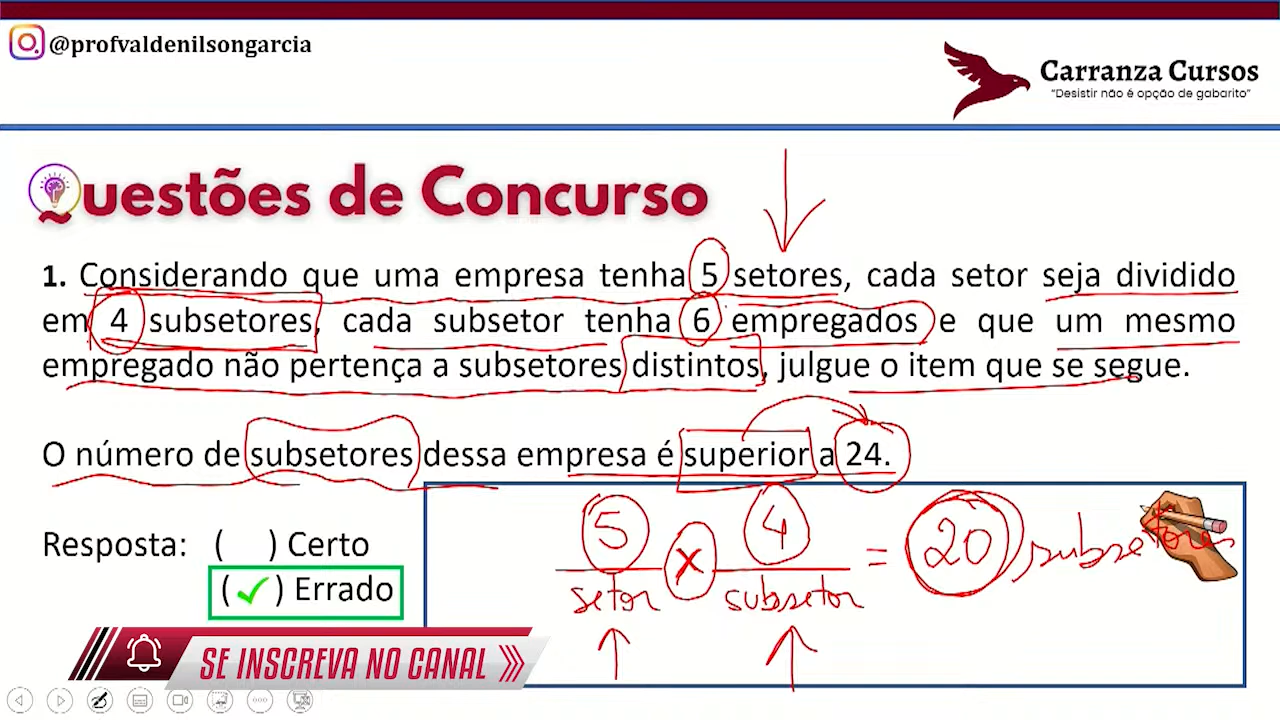 @profvaldenilsongarcia
Carranza Cursos
"Desistir não é opção de gabarito"
Questões de Concurso
1. Considerando que uma empresa tenha 5 setores, cada setor seja dividido
em 4 subsetores, cada subsetor tenha 6 empregados e que um mesmo
empregado não pertença a subsetores distintos, julgue o item que se segue.
O número de subsetores dessa empresa é superior a 24.
Resposta: ( ) Certo
(✓) Errado
5 x 4 = 20 subsetores
setor subsetor
SE INSCREVA NO CANAL